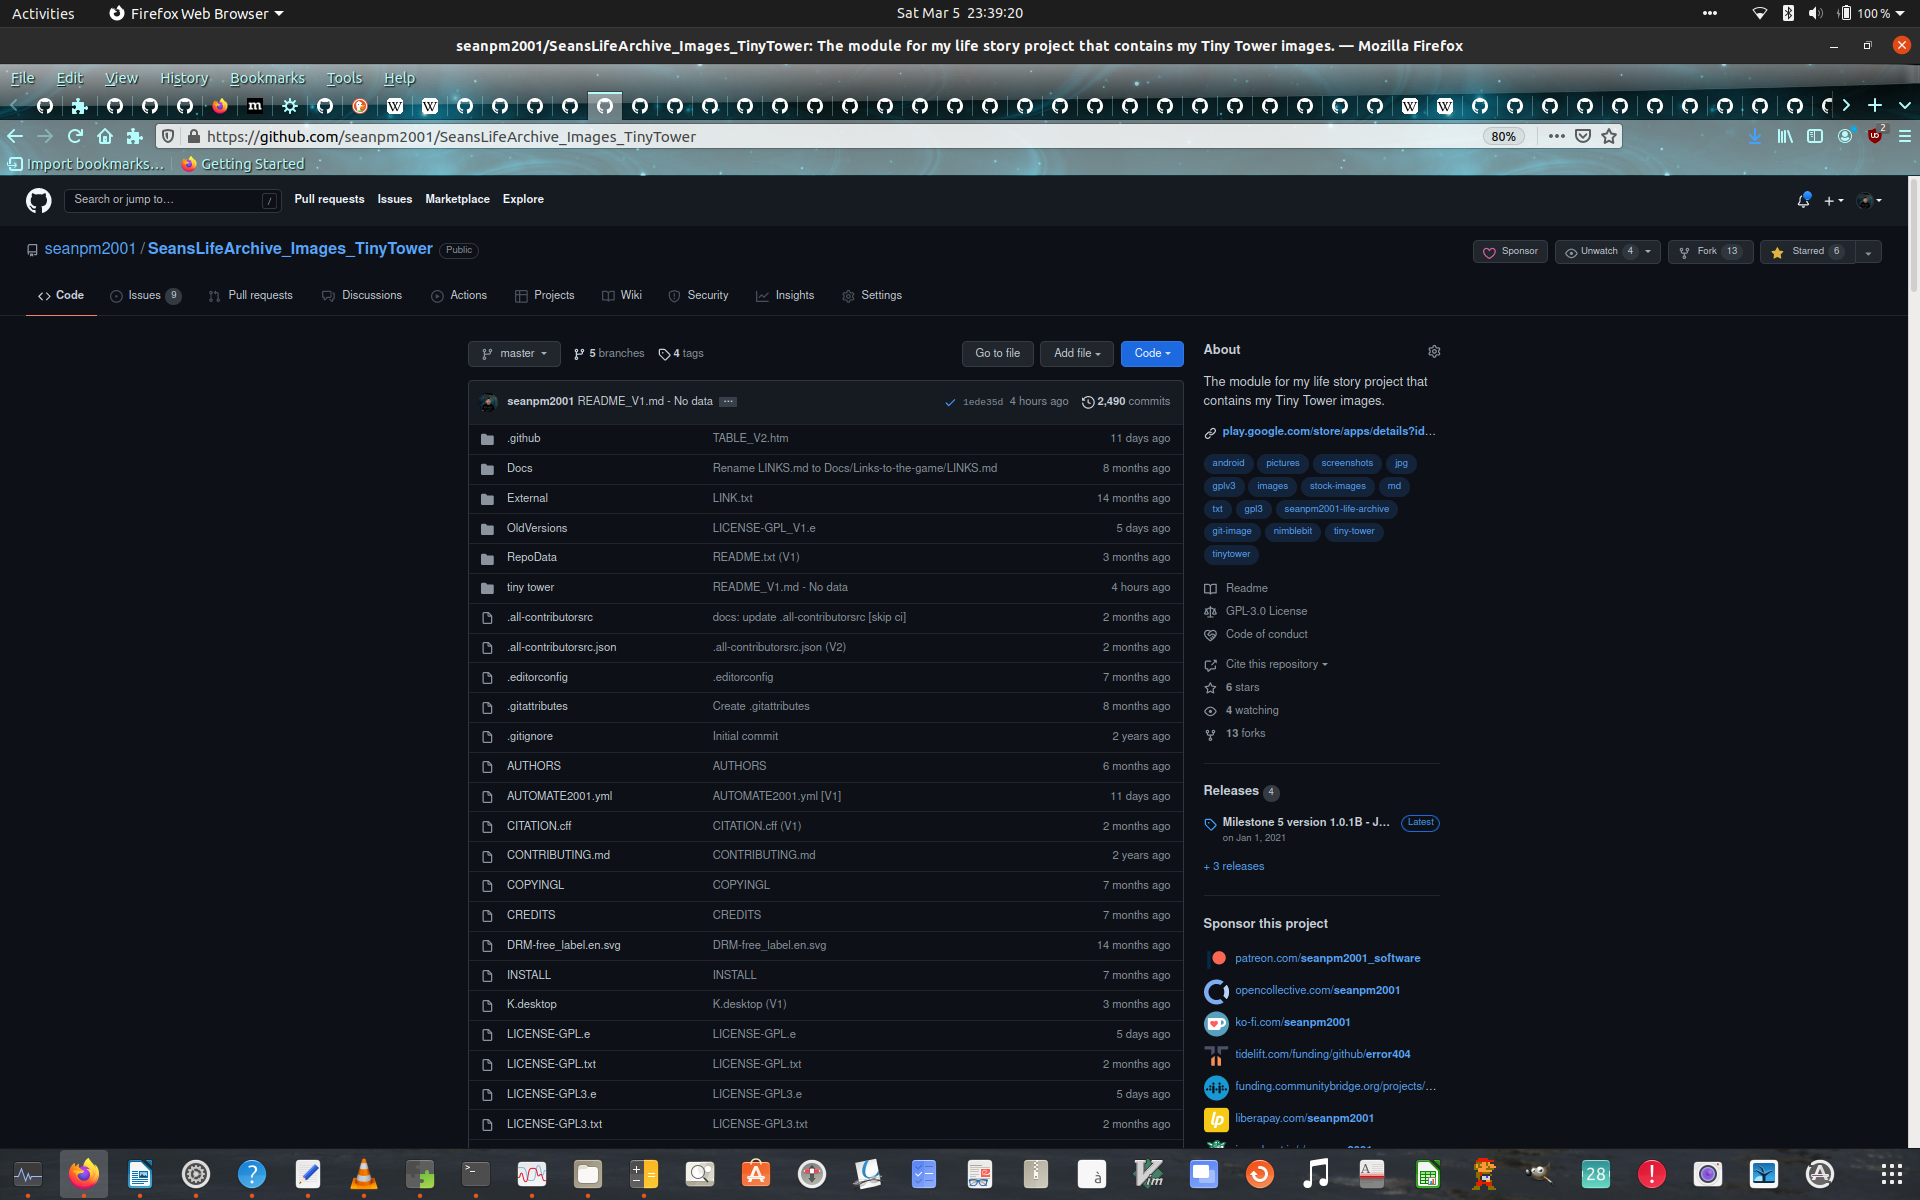 Activities Firefox Web Browser Sat Mar 5 23:39:20 100 %
seanpm2001/SeansLifeArchive_Images_TinyTower: The module for my life story project that contains my Tiny Tower images. — Mozilla Firefox
File Edit View History Bookmarks Tools Help
https://github.com/seanpm2001/SeansLifeArchive_Images_TinyTower 80% 2
Import bookmarks... Getting Started
Search or jump to... / Pull requests Issues Marketplace Explore
seanpm2001 / SeansLifeArchive_Images_TinyTower Public
Sponsor Unwatch 4 Fork 13 Starred 6
Code Issues 9 Pull requests Discussions Actions Projects Wiki Security Insights Settings
master 5 branches 4 tags Go to file Add file Code
seanpm2001 README_V1.md - No data 1ede35d 4 hours ago 2,490 commits
.github TABLE_V2.htm 11 days ago
Docs Rename LINKS.md to Docs/Links-to-the-game/LINKS.md 8 months ago
External LINK.txt 14 months ago
OldVersions LICENSE-GPL_V1.e 5 days ago
RepoData README.txt (V1) 3 months ago
tiny tower README_V1.md - No data 4 hours ago
.all-contributorsrc docs: update .all-contributorsrc [skip ci] 2 months ago
.all-contributorsrc.json .all-contributorsrc.json (V2) 2 months ago
.editorconfig .editorconfig 7 months ago
.gitattributes Create .gitattributes 8 months ago
.gitignore Initial commit 2 years ago
AUTHORS AUTHORS 6 months ago
AUTOMATE2001.yml AUTOMATE2001.yml [V1] 11 days ago
CITATION.cff CITATION.cff (V1) 2 months ago
CONTRIBUTING.md CONTRIBUTING.md 2 years ago
COPYINGL COPYINGL 7 months ago
CREDITS CREDITS 7 months ago
DRM-free_label.en.svg DRM-free_label.en.svg 14 months ago
INSTALL INSTALL 7 months ago
K.desktop K.desktop (V1) 3 months ago
LICENSE-GPL.e LICENSE-GPL.e 5 days ago
LICENSE-GPL.txt LICENSE-GPL.txt 2 months ago
LICENSE-GPL3.e LICENSE-GPL3.e 5 days ago
LICENSE-GPL3.txt LICENSE-GPL3.txt 2 months ago
About
The module for my life story project that
contains my Tiny Tower images.
play.google.com/store/apps/details?id...
android pictures screenshots jpg
gplv3 images stock-images md
txt gpl3 seanpm2001-life-archive
git-image nimblebit tiny-tower
tinytower
Readme
GPL-3.0 License
Code of conduct
Cite this repository
6 stars
4 watching
13 forks
Releases 4
Milestone 5 version 1.0.1B - J... Latest
on Jan 1, 2021
+ 3 releases
Sponsor this project
patreon.com/seanpm2001_software
opencollective.com/seanpm2001
ko-fi.com/seanpm2001
tidelift.com/funding/github/error404
funding.communitybridge.org/projects/...
liberapay.com/seanpm2001
28